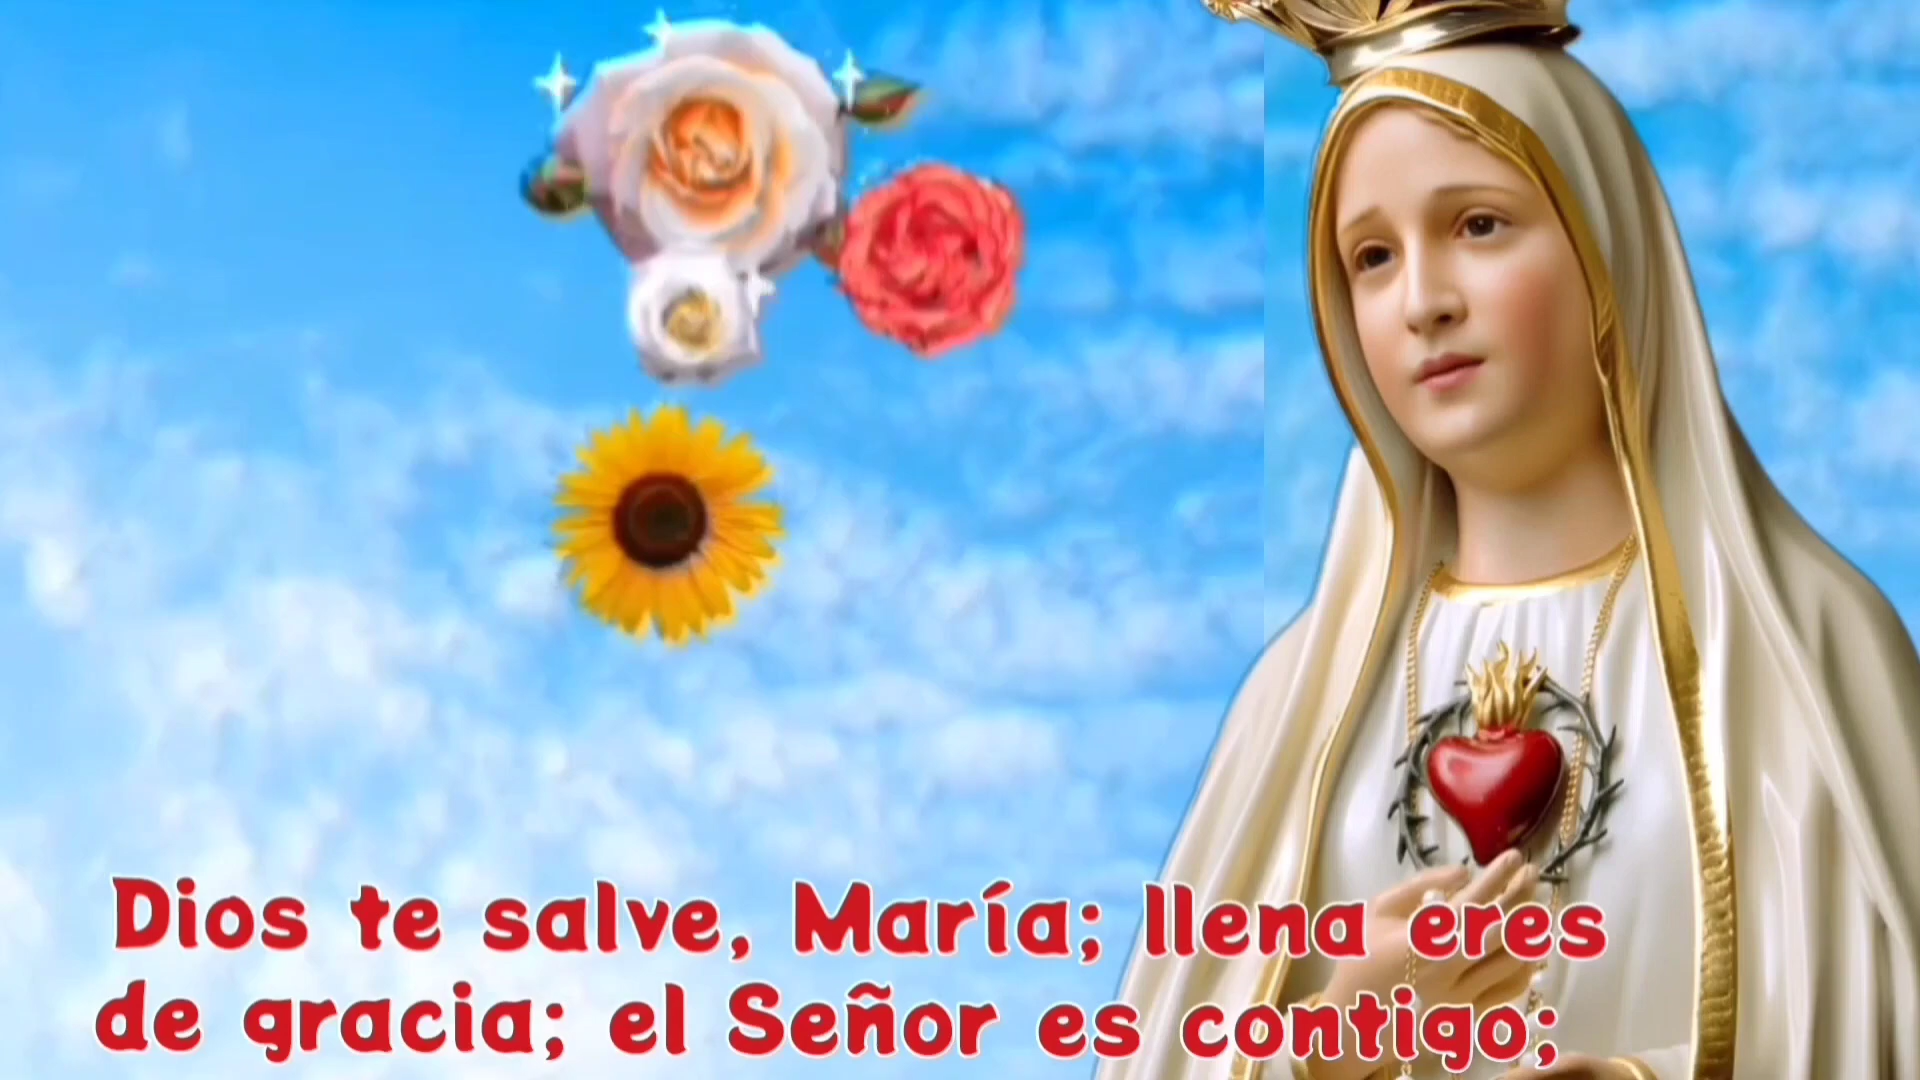 Dios te salve, María; llena eres
de gracia; el Señor es contigo;